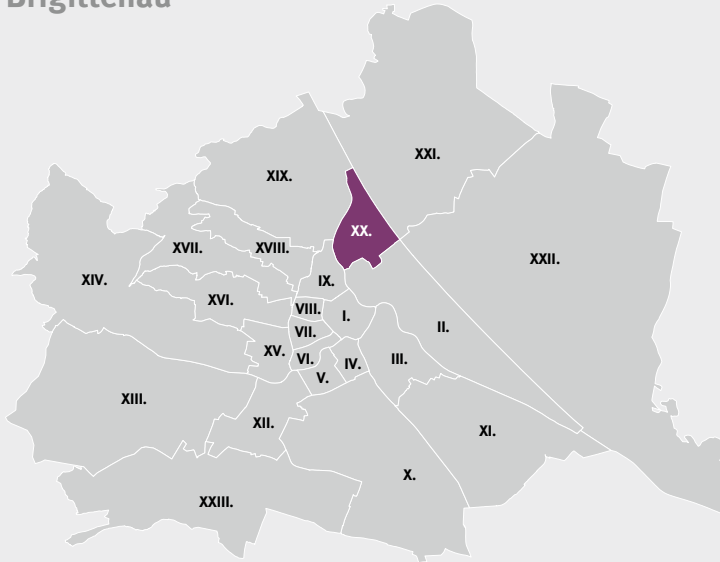 Brigittenau
XXI.
XIX.
XX.
XVII.
XVIII.
XXII.
XIV.
IX.
XVI.
VIII.
I.
II.
VII.
XV.
VI.
IV.
III.
V.
XIII.
XII.
XI.
X.
XXIII.